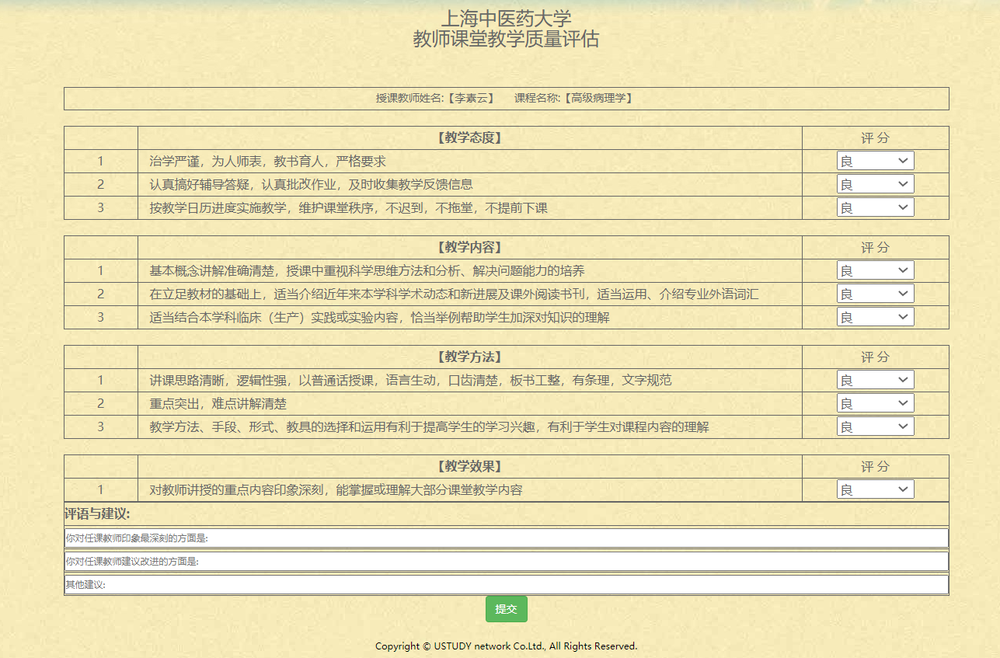 上海中医药大学
教师课堂教学质量评估
授课教师姓名:【李素云】 课程名称:【高级病理学】
【教学态度】 评 分
1 治学严谨，为人师表，教书育人，严格要求 良
2 认真搞好辅导答疑，认真批改作业，及时收集教学反馈信息 良
3 按教学日历进度实施教学，维护课堂秩序，不迟到，不拖堂，不提前下课 良
【教学内容】 评 分
1 基本概念讲解准确清楚，授课中重视科学思维方法和分析、解决问题能力的培养 良
2 在立足教材的基础上，适当介绍近年来本学科学术动态和新进展及课外阅读书刊，适当运用、介绍专业外语词汇 良
3 适当结合本学科临床（生产）实践或实验内容，恰当举例帮助学生加深对知识的理解 良
【教学方法】 评 分
1 讲课思路清晰，逻辑性强，以普通话授课，语言生动，口齿清楚，板书工整，有条理，文字规范 良
2 重点突出，难点讲解清楚 良
3 教学方法、手段、形式、教具的选择和运用有利于提高学生的学习兴趣，有利于学生对课程内容的理解 良
【教学效果】 评 分
1 对教师讲授的重点内容印象深刻，能掌握或理解大部分课堂教学内容 良
评语与建议:
你对任课教师印象最深刻的方面是:
你对任课教师建议改进的方面是:
其他建议:
提交
Copyright © USTUDY network Co.Ltd., All Rights Reserved.